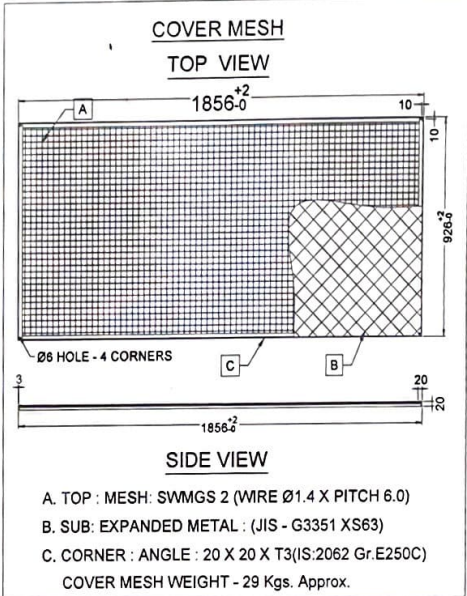 COVER MESH
TOP VIEW
1856 +2 -0
A
10
10
926 +2 -0
Ø6 HOLE - 4 CORNERS
C
B
3
20
20
1856 +2 -0
SIDE VIEW
A. TOP : MESH: SWMGS 2 (WIRE Ø1.4 X PITCH 6.0)
B. SUB: EXPANDED METAL : (JIS - G3351 XS63)
C. CORNER : ANGLE : 20 X 20 X T3(IS:2062 Gr.E250C)
COVER MESH WEIGHT - 29 Kgs. Approx.